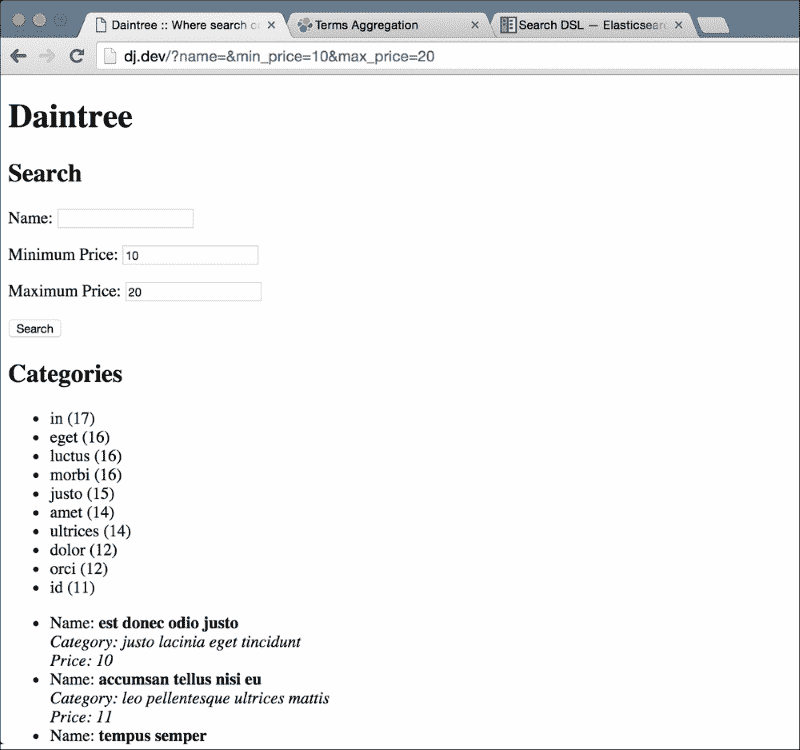 Daintree :: Where search
Terms Aggregation
Search DSL — Elasticsear
dj.dev/?name=&min_price=10&max_price=20
Daintree
Search
Name:
Minimum Price: 10
Maximum Price: 20
Search
Categories
in (17)
eget (16)
luctus (16)
morbi (16)
justo (15)
amet (14)
ultrices (14)
dolor (12)
orci (12)
id (11)
Name: est donec odio justo
Category: justo lacinia eget tincidunt
Price: 10
Name: accumsan tellus nisi eu
Category: leo pellentesque ultrices mattis
Price: 11
Name: tempus semper